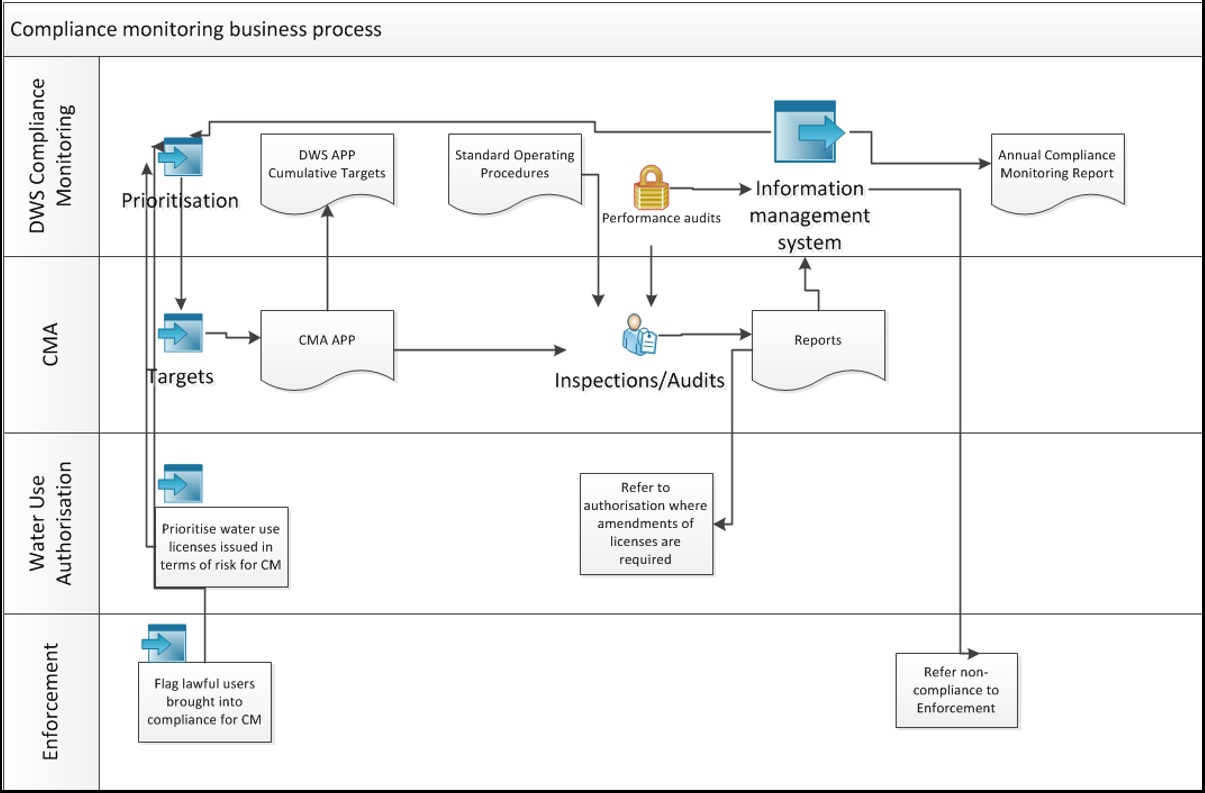 Compliance monitoring business process
DWS Compliance
Monitoring
Prioritisation
DWS APP
Cumulative Targets
Standard Operating
Procedures
Performance audits
Information
management
system
Annual Compliance
Monitoring Report
CMA
Targets
CMA APP
Inspections/Audits
Reports
Water Use
Authorisation
Prioritise water use
licenses issued in
terms of risk for CM
Refer to
authorisation where
amendments of
licenses are
required
Enforcement
Flag lawful users
brought into
compliance for CM
Refer non-
compliance to
Enforcement